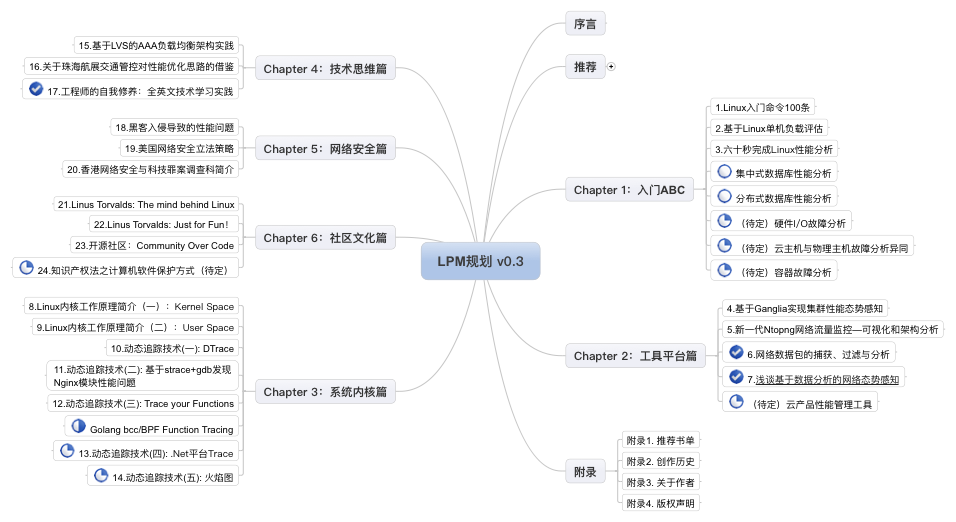 LPM规划 v0.3
序言
推荐
Chapter 1：入门ABC
1.Linux入门命令100条
2.基于Linux单机负载评估
3.六十秒完成Linux性能分析
集中式数据库性能分析
分布式数据库性能分析
（待定）硬件I/O故障分析
（待定）云主机与物理主机故障分析异同
（待定）容器故障分析
Chapter 2：工具平台篇
4.基于Ganglia实现集群性能态势感知
5.新一代Ntopng网络流量监控—可视化和架构分析
6.网络数据包的捕获、过滤与分析
7.浅谈基于数据分析的网络态势感知
（待定）云产品性能管理工具
附录
附录1. 推荐书单
附录2. 创作历史
附录3. 关于作者
附录4. 版权声明
Chapter 4：技术思维篇
15.基于LVS的AAA负载均衡架构实践
16.关于珠海航展交通管控对性能优化思路的借鉴
17.工程师的自我修养：全英文技术学习实践
Chapter 5：网络安全篇
18.黑客入侵导致的性能问题
19.美国网络安全立法策略
20.香港网络安全与科技罪案调查科简介
Chapter 6：社区文化篇
21.Linus Torvalds: The mind behind Linux
22.Linus Torvalds: Just for Fun！
23.开源社区：Community Over Code
24.知识产权法之计算机软件保护方式（待定）
Chapter 3：系统内核篇
8.Linux内核工作原理简介（一）：Kernel Space
9.Linux内核工作原理简介（二）：User Space
10.动态追踪技术(一): DTrace
11.动态追踪技术(二): 基于strace+gdb发现
Nginx模块性能问题
12.动态追踪技术(三): Trace your Functions
Golang bcc/BPF Function Tracing
13.动态追踪技术(四): .Net平台Trace
14.动态追踪技术(五): 火焰图